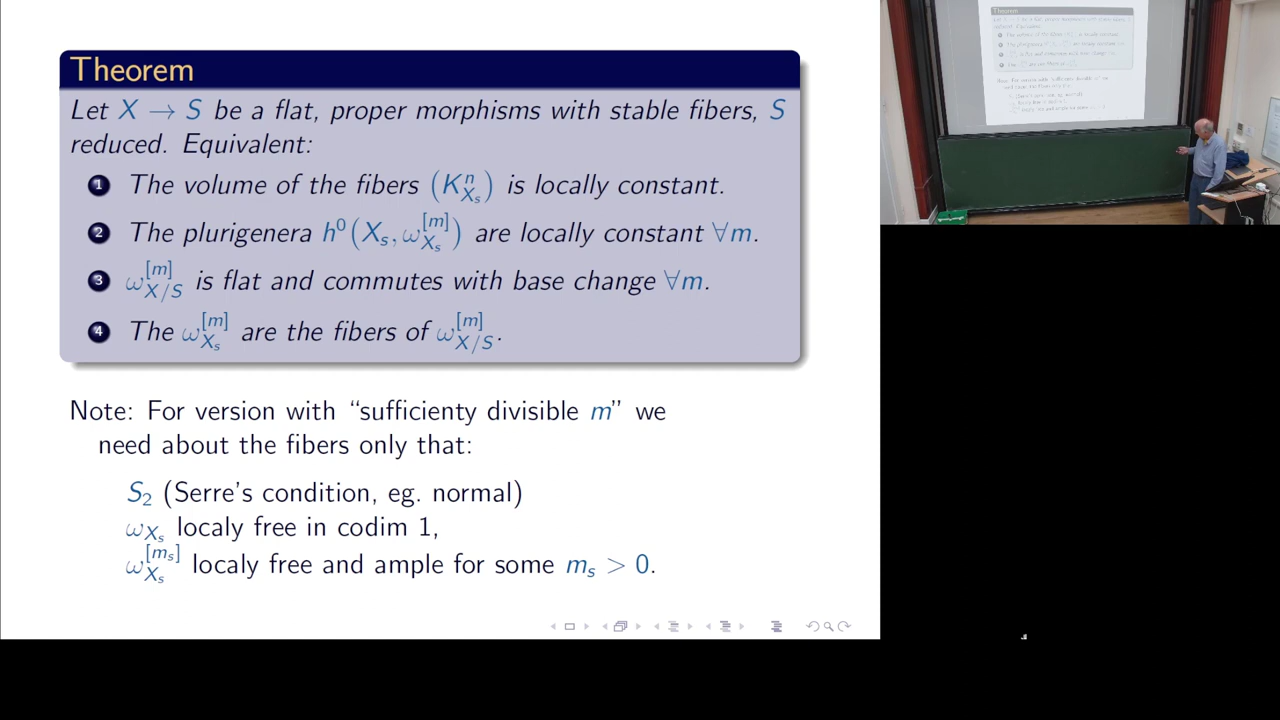 Theorem
Let X → S be a flat, proper morphisms with stable fibers, S
reduced. Equivalent:
1 The volume of the fibers (K^n_{X_s}) is locally constant.
2 The plurigenera h^0(X_s, ω^{[m]}_{X_s}) are locally constant ∀m.
3 ω^{[m]}_{X/S} is flat and commutes with base change ∀m.
4 The ω^{[m]}_{X_s} are the fibers of ω^{[m]}_{X/S}.
Note: For version with “sufficienty divisible m” we
need about the fibers only that:
S_2 (Serre’s condition, eg. normal)
ω_{X_s} localy free in codim 1,
ω^{[m_s]}_{X_s} localy free and ample for some m_s > 0.